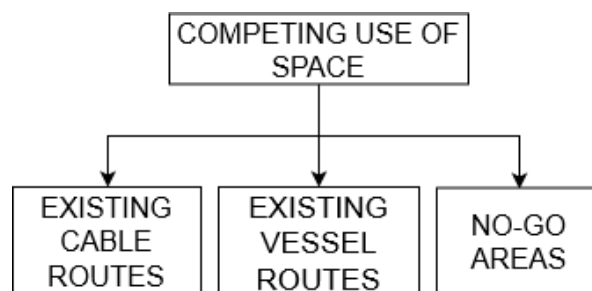 COMPETING USE OF
SPACE
EXISTING
CABLE
ROUTES
EXISTING
VESSEL
ROUTES
NO-GO
AREAS